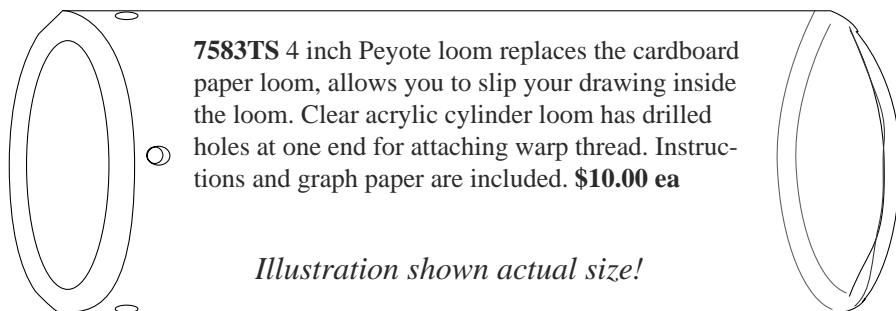 7583TS 4 inch Peyote loom replaces the cardboard
paper loom, allows you to slip your drawing inside
the loom. Clear acrylic cylinder loom has drilled
holes at one end for attaching warp thread. Instruc-
tions and graph paper are included. $10.00 ea
Illustration shown actual size!